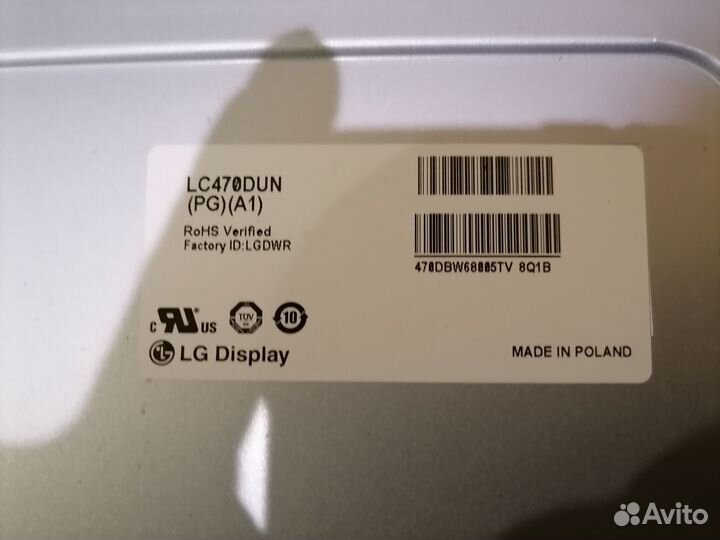 LC470DUN
(PG)(A1)
RoHS Verified
Factory ID:LGDWR
470DBW68005TV 8Q1B
c RU us
TÜV
10
LG Display
MADE IN POLAND
Avito